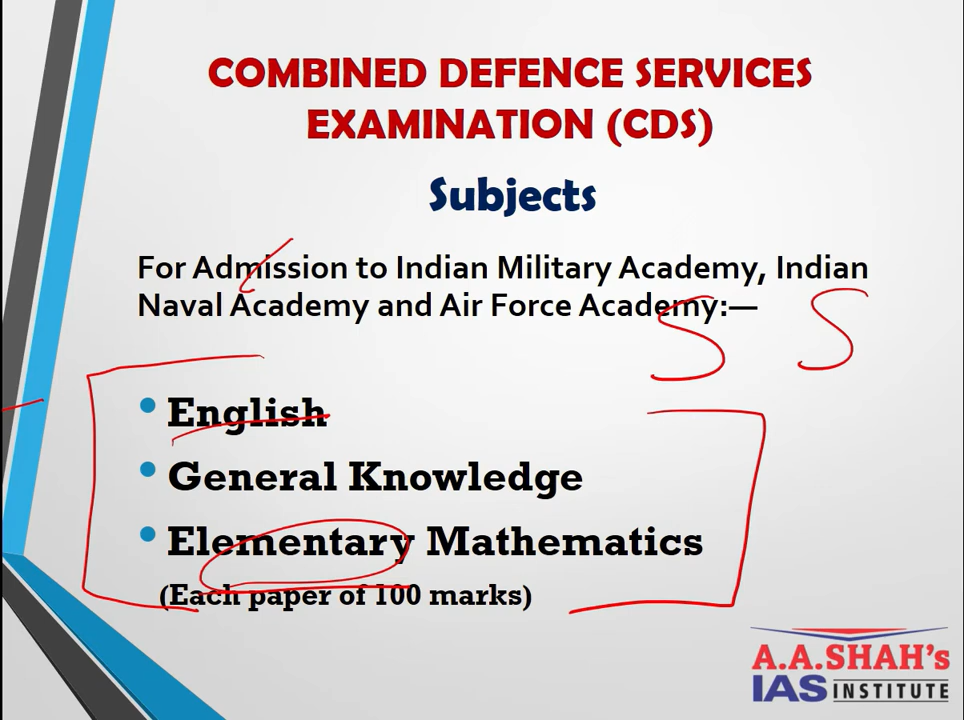 COMBINED DEFENCE SERVICES
EXAMINATION (CDS)
Subjects
For Admission to Indian Military Academy, Indian
Naval Academy and Air Force Academy:—
S S
• English
• General Knowledge
• Elementary Mathematics
(Each paper of 100 marks)
A.A.SHAH's
IAS INSTITUTE